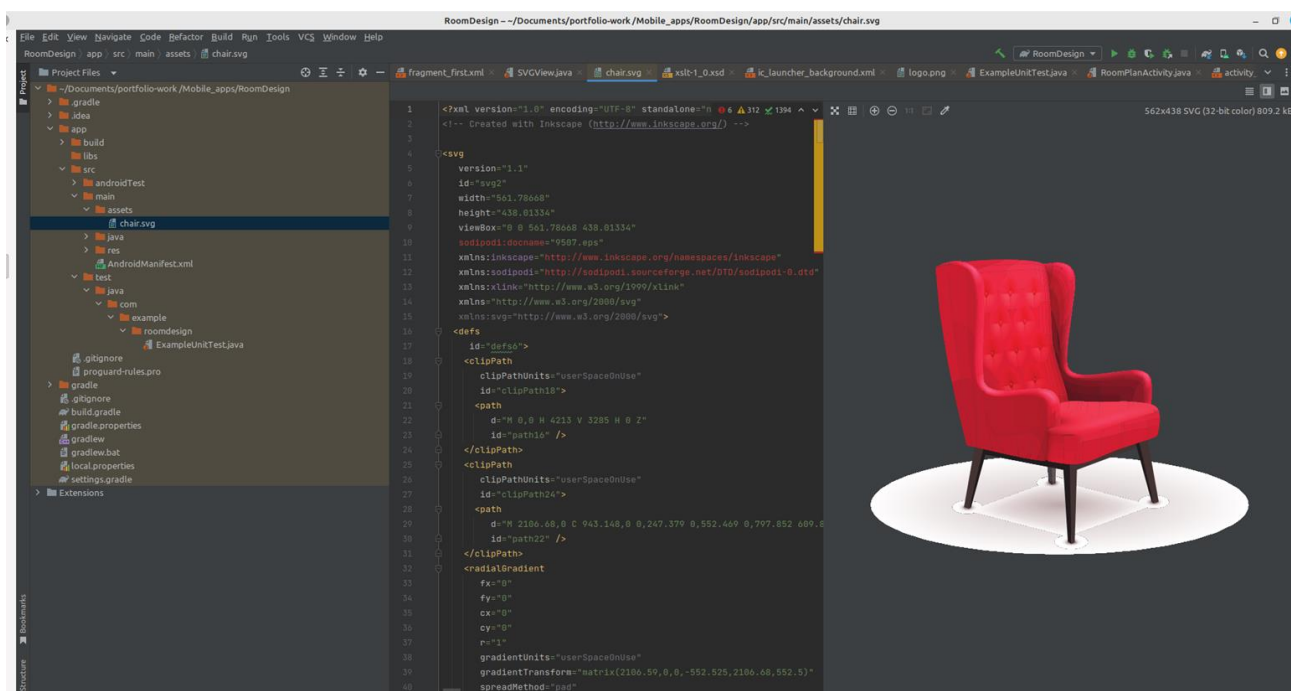 RoomDesign – ~/Documents/portfolio-work /Mobile_apps/RoomDesign/app/src/main/assets/chair.svg
File Edit View Navigate Code Refactor Build Run Tools VCS Window Help
RoomDesign app src main assets chair.svg
RoomDesign
Project
Project Files
fragment_first.xml SVGView.java chair.svg xslt-1_0.xsd ic_launcher_background.xml logo.png ExampleUnitTest.java RoomPlanActivity.java activity_
~/Documents/portfolio-work /Mobile_apps/RoomDesign
.gradle
.idea
app
build
libs
src
androidTest
main
assets
chair.svg
java
res
AndroidManifest.xml
test
java
com
example
roomdesign
ExampleUnitTest.java
.gitignore
proguard-rules.pro
gradle
.gitignore
build.gradle
gradle.properties
gradlew
gradlew.bat
local.properties
settings.gradle
Extensions
Bookmarks
Structure
6 312 1394
1 <?xml version="1.0" encoding="UTF-8" standalone="n
2 <!-- Created with Inkscape (http://www.inkscape.org/) -->
3
4 <svg
5 version="1.1"
6 id="svg2"
7 width="561.78668"
8 height="438.01334"
9 viewBox="0 0 561.78668 438.01334"
10 sodipodi:docname="9507.eps"
11 xmlns:inkscape="http://www.inkscape.org/namespaces/inkscape"
12 xmlns:sodipodi="http://sodipodi.sourceforge.net/DTD/sodipodi-0.dtd"
13 xmlns:xlink="http://www.w3.org/1999/xlink"
14 xmlns="http://www.w3.org/2000/svg"
15 xmlns:svg="http://www.w3.org/2000/svg">
16 <defs
17 id="defs6">
18 <clipPath
19 clipPathUnits="userSpaceOnUse"
20 id="clipPath18">
21 <path
22 d="M 0,0 H 4213 V 3285 H 0 Z"
23 id="path16" />
24 </clipPath>
25 <clipPath
26 clipPathUnits="userSpaceOnUse"
27 id="clipPath24">
28 <path
29 d="M 2106.68,0 C 943.148,0 0,247.379 0,552.469 0,797.852 609.8
30 id="path22" />
31 </clipPath>
32 <radialGradient
33 fx="0"
34 fy="0"
35 cx="0"
36 cy="0"
37 r="1"
38 gradientUnits="userSpaceOnUse"
39 gradientTransform="matrix(2106.59,0,0,-552.525,2106.68,552.5)"
40 spreadMethod="pad"
1:1
562x438 SVG (32-bit color) 809.2 kB